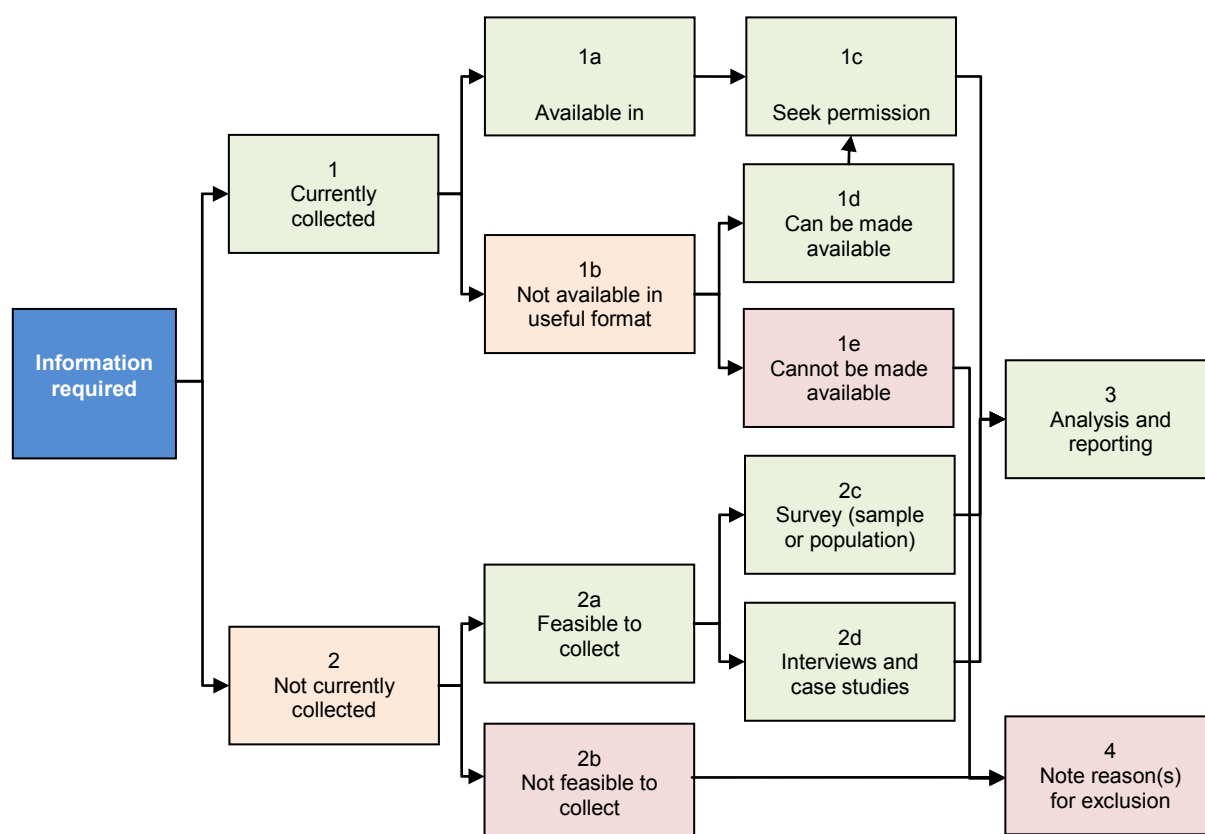 1a
Available in
1c
Seek permission
1
Currently
collected
1d
Can be made
available
1b
Not available in
useful format
1e
Cannot be made
available
Information
required
3
Analysis and
reporting
2c
Survey (sample
or population)
2a
Feasible to
collect
2d
Interviews and
case studies
2
Not currently
collected
2b
Not feasible to
collect
4
Note reason(s)
for exclusion